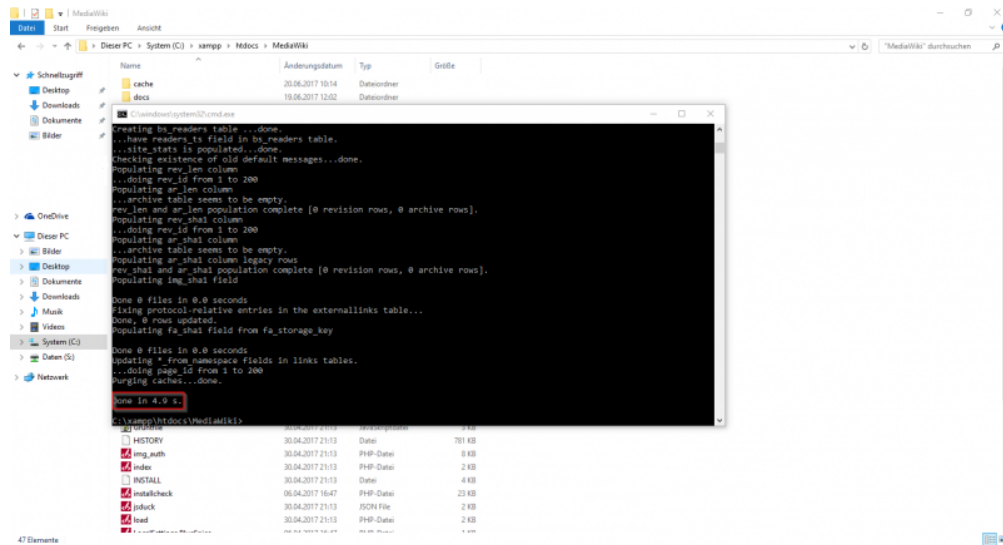 MediaWiki
Datei Start Freigeben Ansicht
Dieser PC System (C:) xampp htdocs MediaWiki
"MediaWiki" durchsuchen
Name Änderungsdatum Typ Größe
Schnellzugriff
Desktop
Downloads
Dokumente
Bilder
OneDrive
Dieser PC
Bilder
Desktop
Dokumente
Downloads
Musik
Videos
System (C:)
Daten (S:)
Netzwerk
cache 20.06.2017 10:14 Dateiordner
docs 19.06.2017 12:02 Dateiordner
C:\windows\system32\cmd.exe
Creating bs_readers table ...done.
...have readers_ts field in bs_readers table.
...site_stats is populated...done.
Checking existence of old default messages...done.
Populating rev_len column
...doing rev_id from 1 to 200
Populating ar_len column
...archive table seems to be empty.
rev_len and ar_len population complete [0 revision rows, 0 archive rows].
Populating rev_sha1 column
...doing rev_id from 1 to 200
Populating ar_sha1 column
...archive table seems to be empty.
Populating ar_sha1 column legacy rows
rev_sha1 and ar_sha1 population complete [0 revision rows, 0 archive rows].
Populating img_sha1 field
Done 0 files in 0.0 seconds
Fixing protocol-relative entries in the externallinks table...
Done, 0 rows updated.
Populating fa_sha1 field from fa_storage_key
Done 0 files in 0.0 seconds
Updating *_from_namespace fields in links tables.
...doing page_id from 1 to 200
Purging caches...done.
Done in 4.9 s.
C:\xampp\htdocs\MediaWiki>
Gruntfile 30.04.2017 21:13 JavaScriptdatei 3 KB
HISTORY 30.04.2017 21:13 Datei 781 KB
img_auth 30.04.2017 21:13 PHP-Datei 8 KB
index 30.04.2017 21:13 PHP-Datei 2 KB
INSTALL 30.04.2017 21:13 Datei 4 KB
installcheck 06.04.2017 16:47 PHP-Datei 23 KB
jsduck 30.04.2017 21:13 JSON File 2 KB
load 30.04.2017 21:13 PHP-Datei 2 KB
47 Elemente